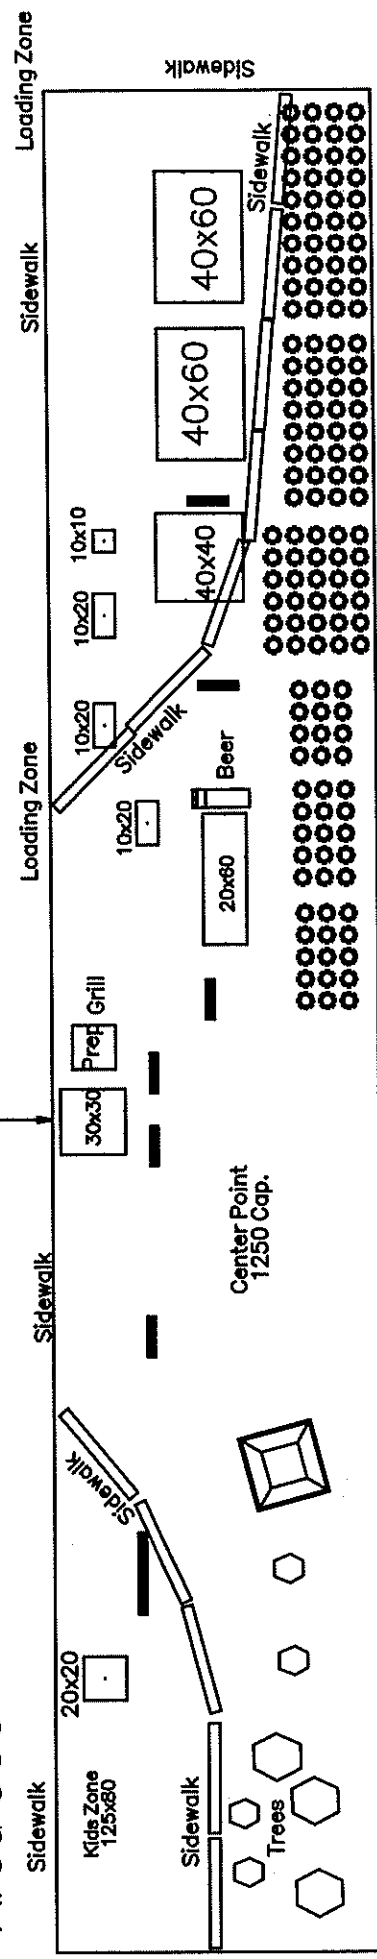 Sidewalk
Kids Zone
125x80
20x20
Sidewalk
Sidewalk
Trees
Sidewalk
30x30
Prep Grill
Center Point
1250 Cap.
Loading Zone
10x20
20x60
Beer
10x20
Sidewalk
10x20
10x10
40x40
40x60
40x60
Sidewalk
Loading Zone
Sidewalk
Sidewalk